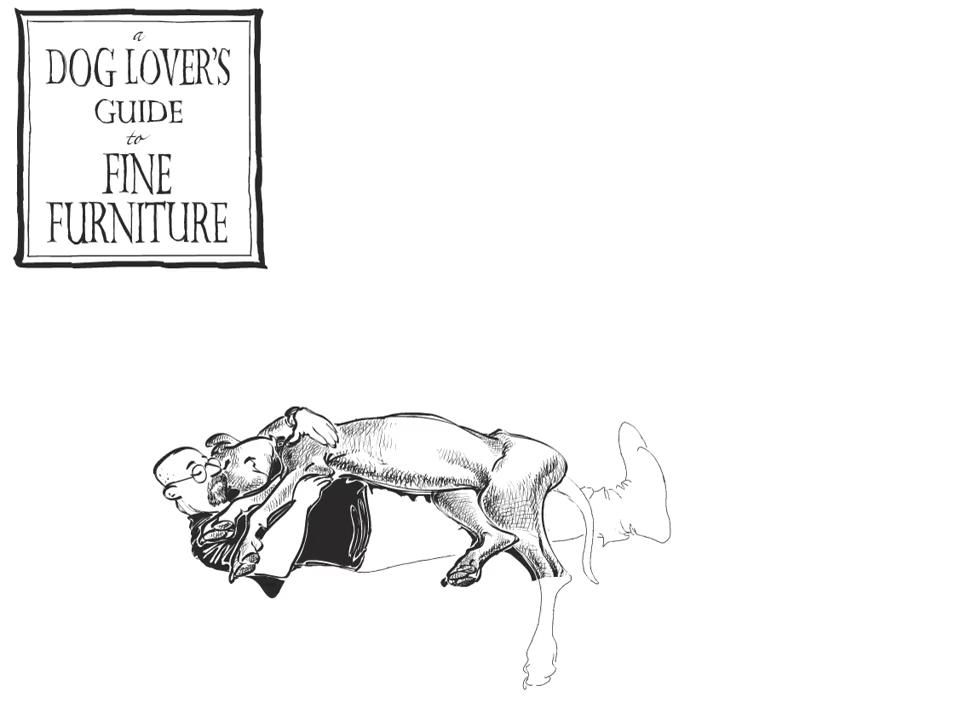 a
DOG LOVER'S
GUIDE
to
FINE
FURNITURE